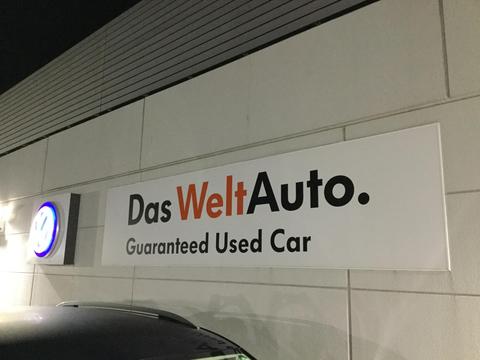 Das WeltAuto.
Guaranteed Used Car